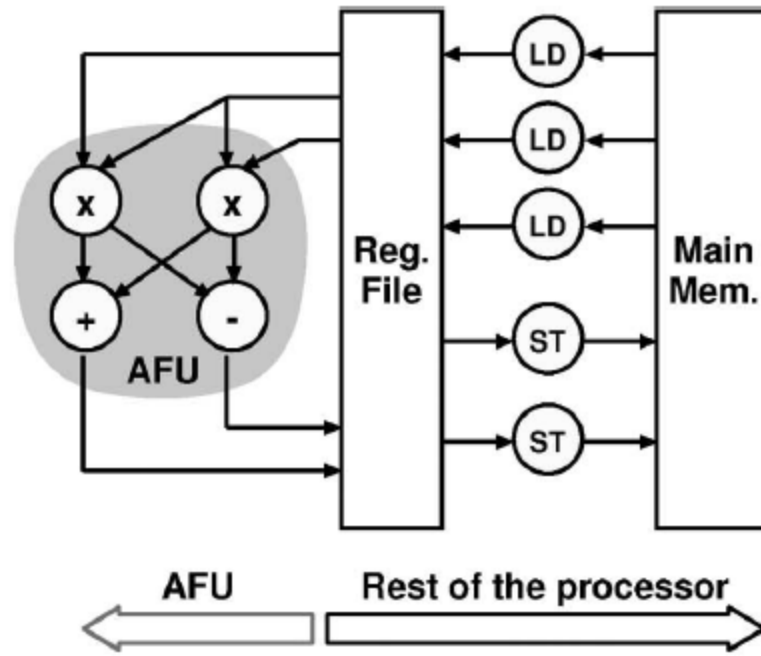 LD
LD
x x
LD
Reg.
File
Main
Mem.
+ -
ST
AFU
ST
AFU
Rest of the processor